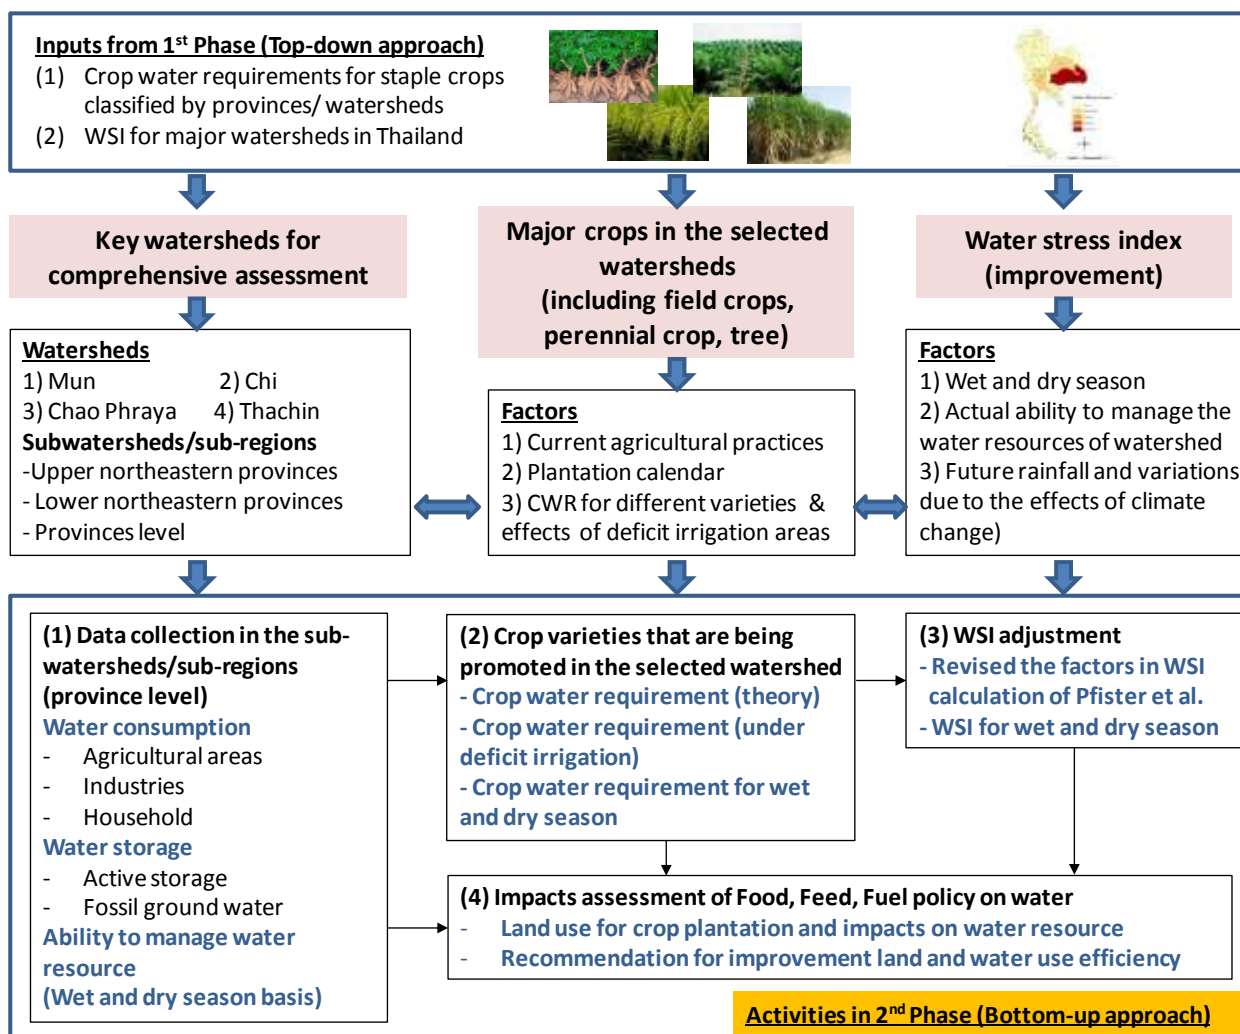 Inputs from 1st Phase (Top-down approach)
(1) Crop water requirements for staple crops
classified by provinces/ watersheds
(2) WSI for major watersheds in Thailand
Key watersheds for
comprehensive assessment
Major crops in the selected
watersheds
(including field crops,
perennial crop, tree)
Water stress index
(improvement)
Watersheds
1) Mun 2) Chi
3) Chao Phraya 4) Thachin
Subwatersheds/sub-regions
-Upper northeastern provinces
- Lower northeastern provinces
- Provinces level
Factors
1) Current agricultural practices
2) Plantation calendar
3) CWR for different varieties &
effects of deficit irrigation areas
Factors
1) Wet and dry season
2) Actual ability to manage the
water resources of watershed
3) Future rainfall and variations
due to the effects of climate
change)
(1) Data collection in the sub-
watersheds/sub-regions
(province level)
Water consumption
- Agricultural areas
- Industries
- Household
Water storage
- Active storage
- Fossil ground water
Ability to manage water
resource
(Wet and dry season basis)
(2) Crop varieties that are being
promoted in the selected watershed
- Crop water requirement (theory)
- Crop water requirement (under
deficit irrigation)
- Crop water requirement for wet
and dry season
(3) WSI adjustment
- Revised the factors in WSI
calculation of Pfister et al.
- WSI for wet and dry season
(4) Impacts assessment of Food, Feed, Fuel policy on water
- Land use for crop plantation and impacts on water resource
- Recommendation for improvement land and water use efficiency
Activities in 2nd Phase (Bottom-up approach)